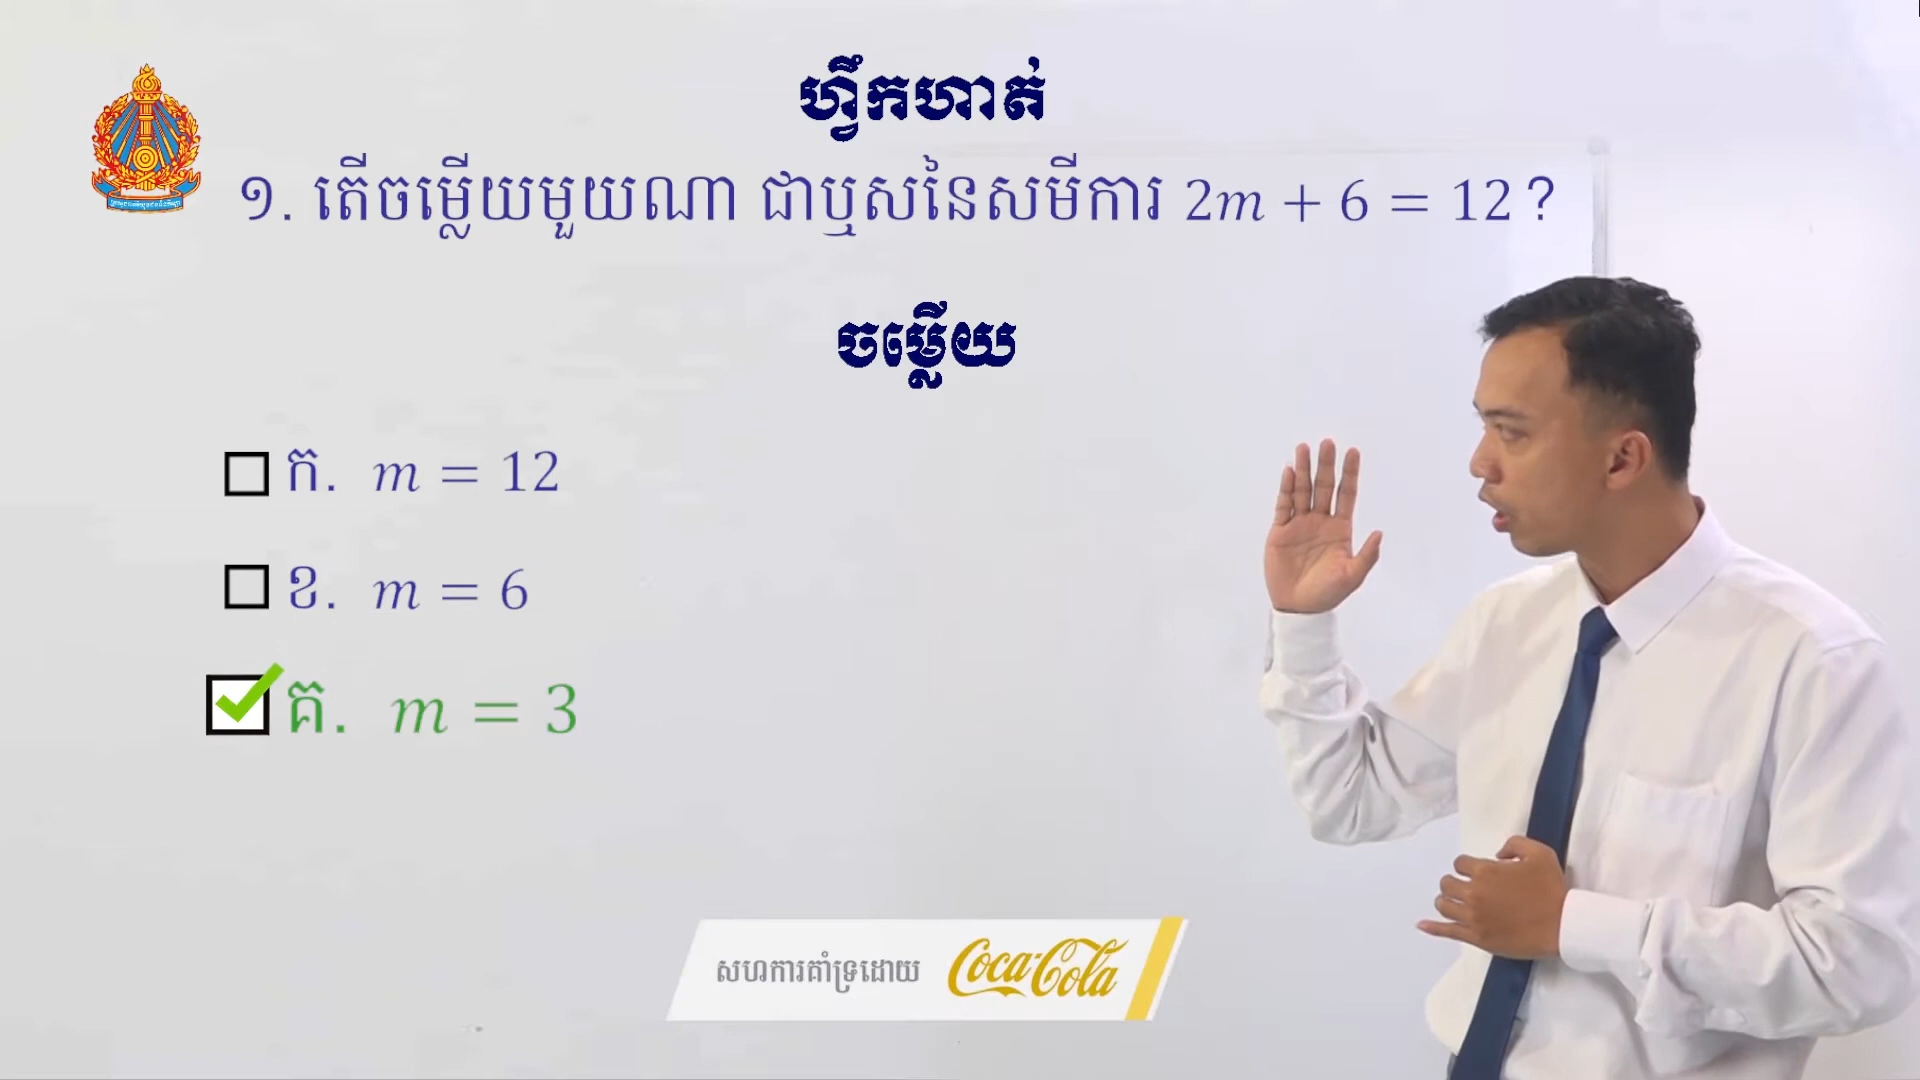 ហ្វឹកហាត់
១. តើចម្លើយមួយណា ជាឬសនៃសមីការ 2m + 6 = 12 ?
ចម្លើយ
ក. m = 12
ខ. m = 6
គ. m = 3
សហការគាំទ្រដោយ Coca-Cola